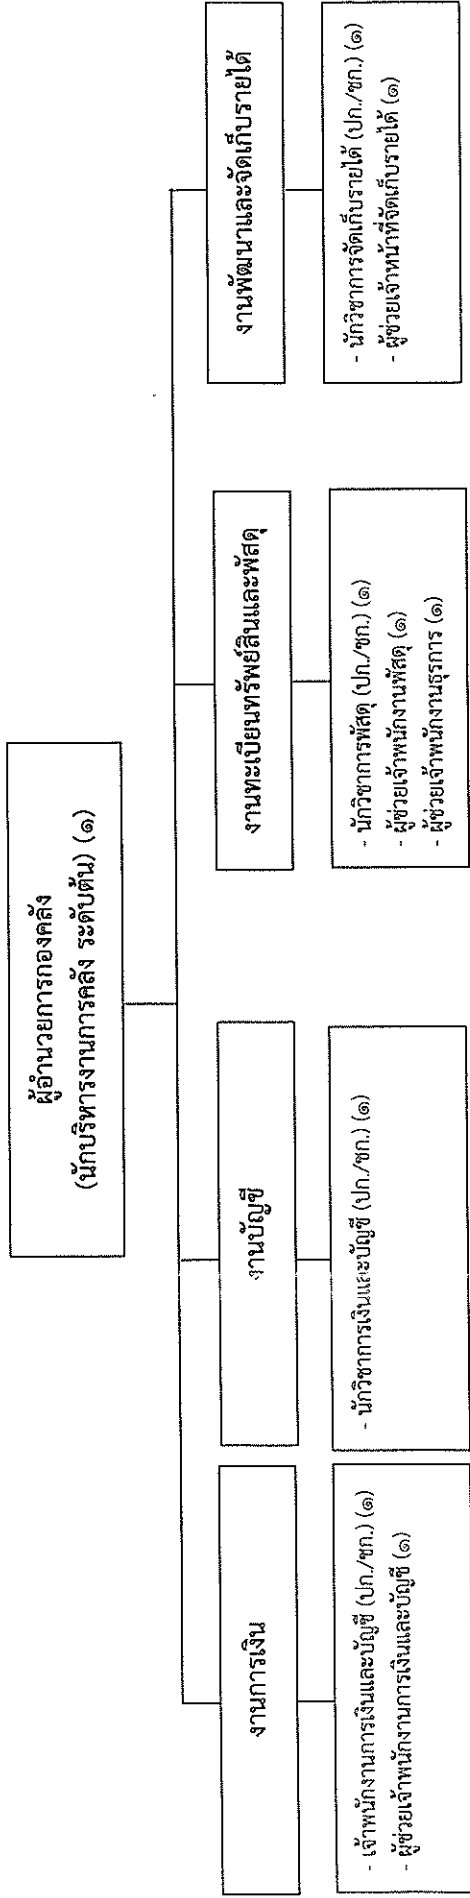 ผู้อำนวยการกองคลัง
(นักบริหารงานการคลัง ระดับต้น) (๑)
งานการเงิน
- เจ้าพนักงานการเงินและบัญชี (ปก./ชก.) (๑)
- ผู้ช่วยเจ้าพนักงานการเงินและบัญชี (๑)
งานบัญชี
- นักวิชาการเงินและบัญชี (ปก./ชก.) (๑)
งานทะเบียนทรัพย์สินและพัสดุ
- นักวิชาการพัสดุ (ปก./ชก.) (๑)
- ผู้ช่วยเจ้าพนักงานพัสดุ (๑)
- ผู้ช่วยเจ้าพนักงานธุรการ (๑)
งานพัฒนาและจัดเก็บรายได้
- นักวิชาการจัดเก็บรายได้ (ปก./ชก.) (๑)
- ผู้ช่วยเจ้าหน้าที่จัดเก็บรายได้ (๑)